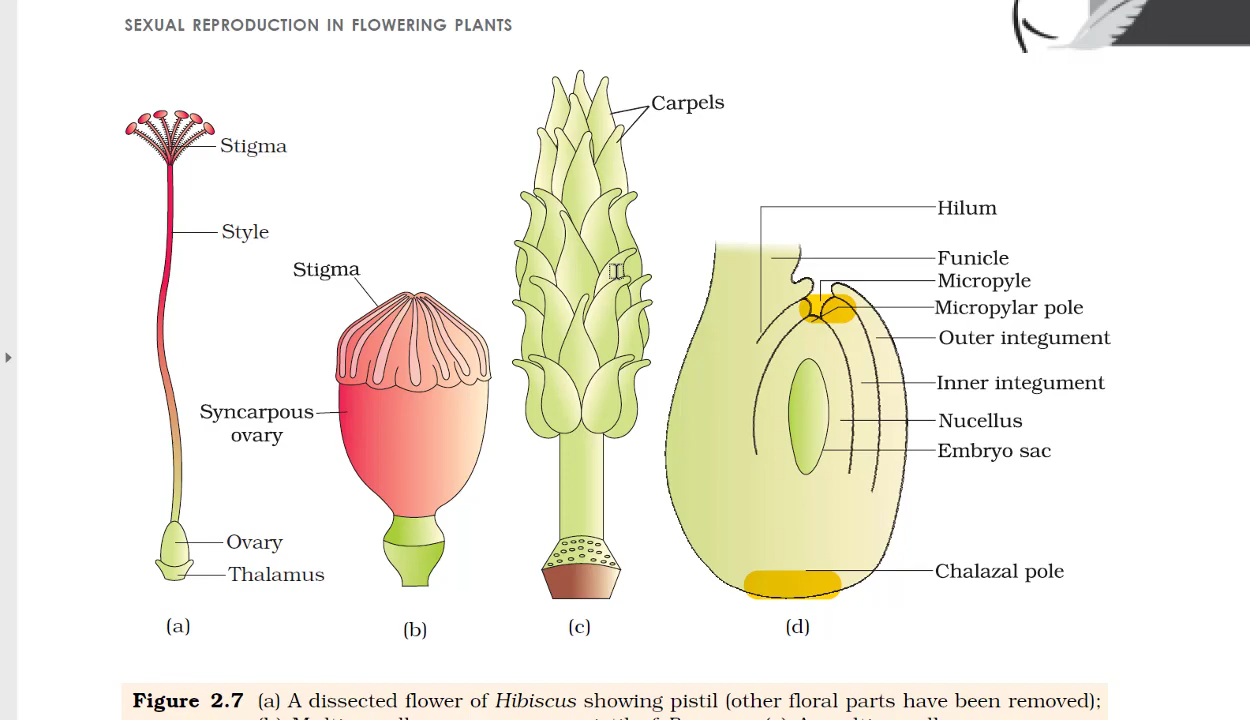 SEXUAL REPRODUCTION IN FLOWERING PLANTS
Carpels
Stigma
Hilum
Style
Funicle
Stigma
Micropyle
Micropylar pole
Outer integument
Inner integument
Syncarpous
ovary
Nucellus
Embryo sac
Ovary
Chalazal pole
Thalamus
(a)
(b)
(c)
(d)
Figure 2.7 (a) A dissected flower of Hibiscus showing pistil (other floral parts have been removed);